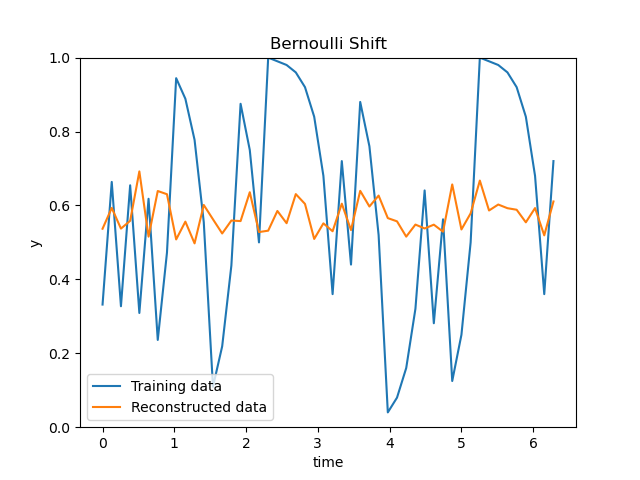 Bernoulli Shift
1.0
0.8
0.6
0.4
0.2
0.0
y
Training data
Reconstructed data
0 1 2 3 4 5 6
time